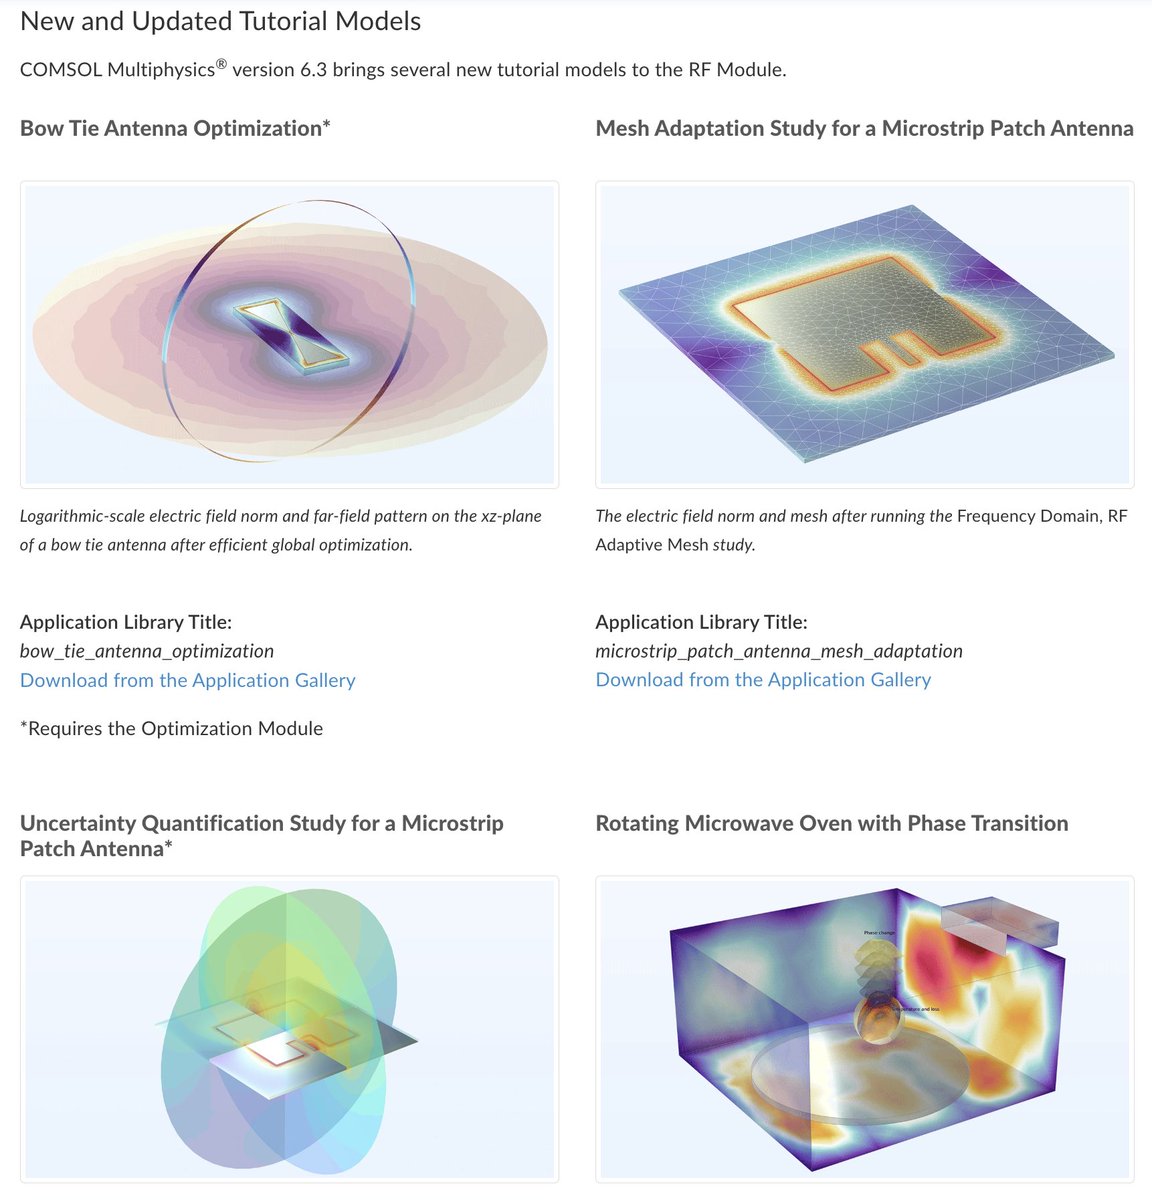 New and Updated Tutorial Models
COMSOL Multiphysics® version 6.3 brings several new tutorial models to the RF Module.
Bow Tie Antenna Optimization*
Logarithmic-scale electric field norm and far-field pattern on the xz-plane
of a bow tie antenna after efficient global optimization.
Application Library Title:
bow_tie_antenna_optimization
Download from the Application Gallery
*Requires the Optimization Module
Mesh Adaptation Study for a Microstrip Patch Antenna
The electric field norm and mesh after running the Frequency Domain, RF
Adaptive Mesh study.
Application Library Title:
microstrip_patch_antenna_mesh_adaptation
Download from the Application Gallery
Uncertainty Quantification Study for a Microstrip
Patch Antenna*
Rotating Microwave Oven with Phase Transition
Phase change
and loss